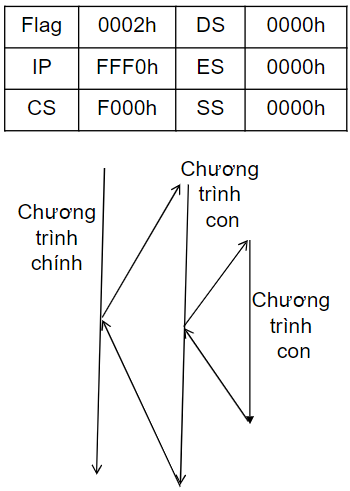 Flag 0002h DS 0000h
IP FFF0h ES 0000h
CS F000h SS 0000h
Chương
trình
con
Chương
trình
chính
Chương
trình
con